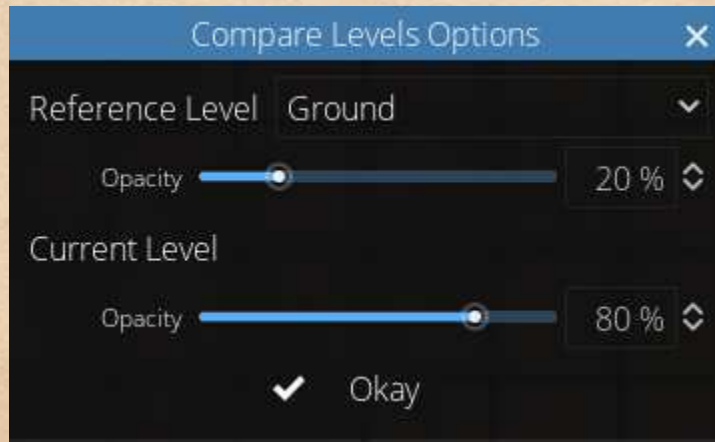 Compare Levels Options
Reference Level Ground
Opacity 20 %
Current Level
Opacity 80 %
Okay